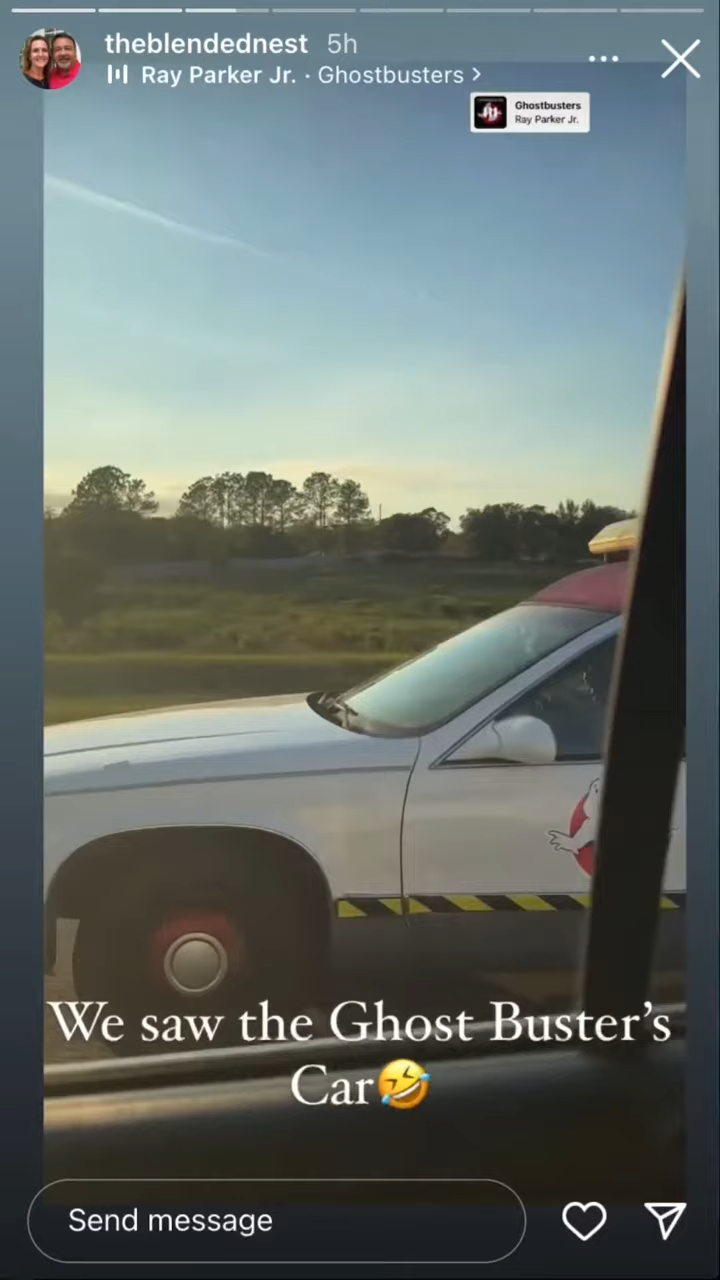 theblendednest 5h
Ray Parker Jr. · Ghostbusters >
Ghostbusters
Ray Parker Jr.
We saw the Ghost Buster’s
Car🤣
Send message